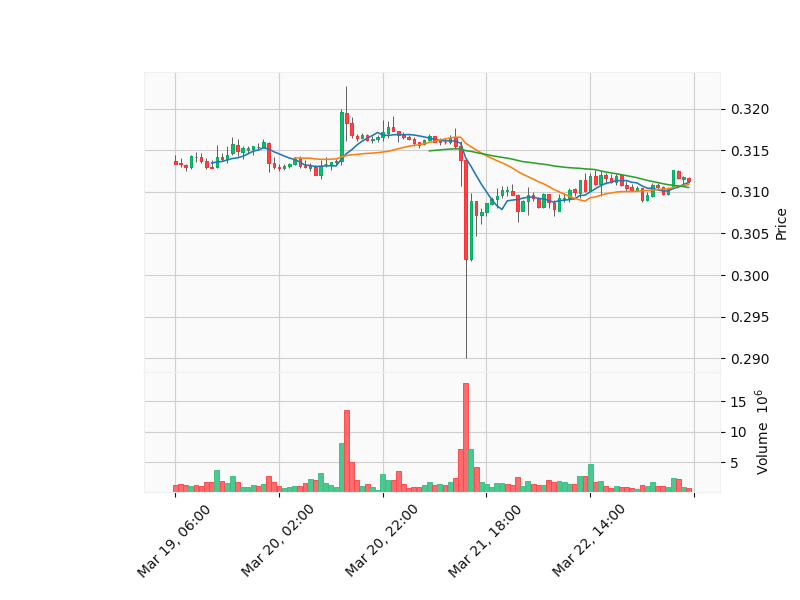 0.320
0.315
0.310
0.305
0.300
0.295
0.290
Price
15
10
5
Volume 10^6
Mar 19, 06:00
Mar 20, 02:00
Mar 20, 22:00
Mar 21, 18:00
Mar 22, 14:00